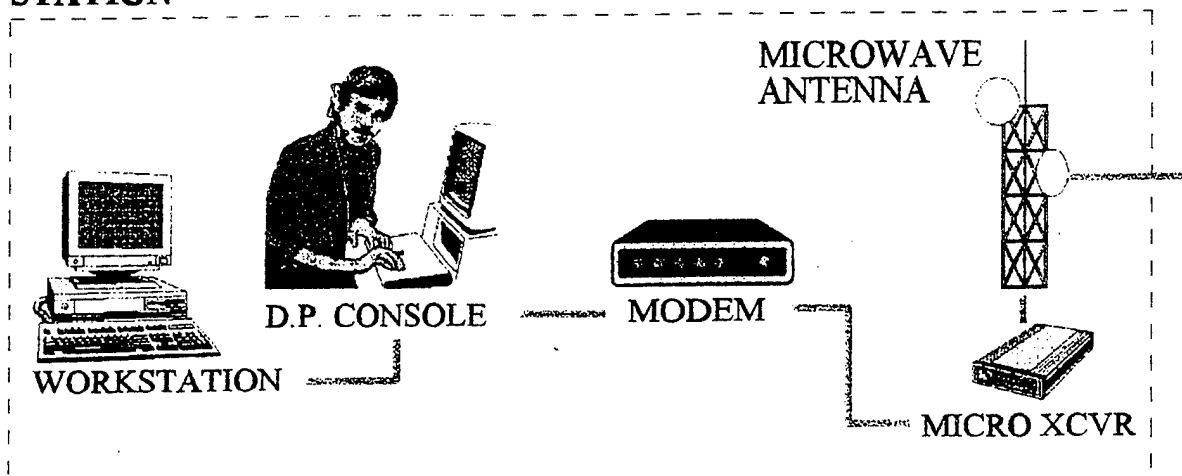 STATION
MICROWAVE
ANTENNA
D.P. CONSOLE
MODEM
WORKSTATION
MICRO XCVR